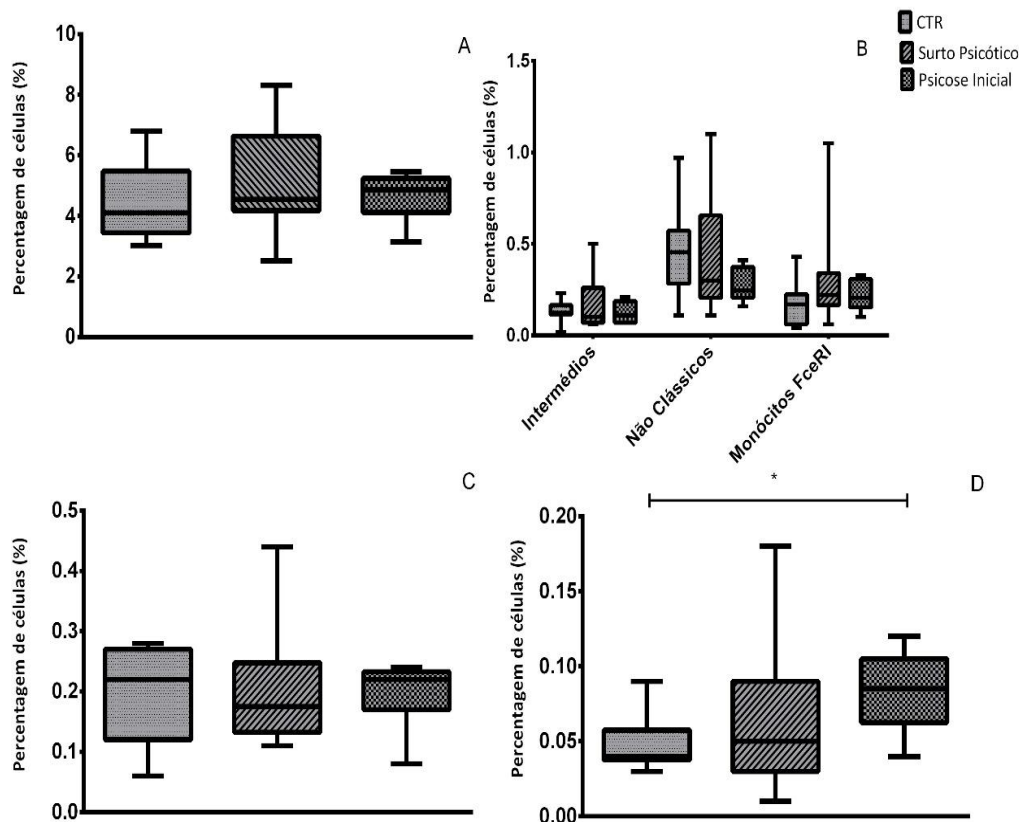 A
Percentagem de células (%)
10
8
6
4
2
0
B
CTR
Surto Psicótico
Psicose Inicial
Percentagem de células (%)
1.5
1.0
0.5
0.0
Intermédios
Não Clássicos
Monócitos FceRI
C
Percentagem de células (%)
0.5
0.4
0.3
0.2
0.1
0.0
D
*
Percentagem de células (%)
0.20
0.15
0.10
0.05
0.00